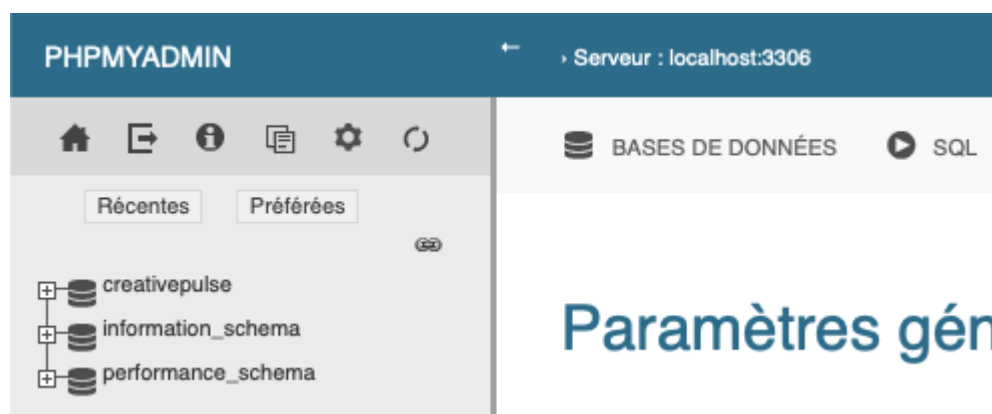 PHPMYADMIN
← › Serveur : localhost:3306
BASES DE DONNÉES SQL
Récentes Préférées
creativepulse
information_schema
performance_schema
Paramètres gén